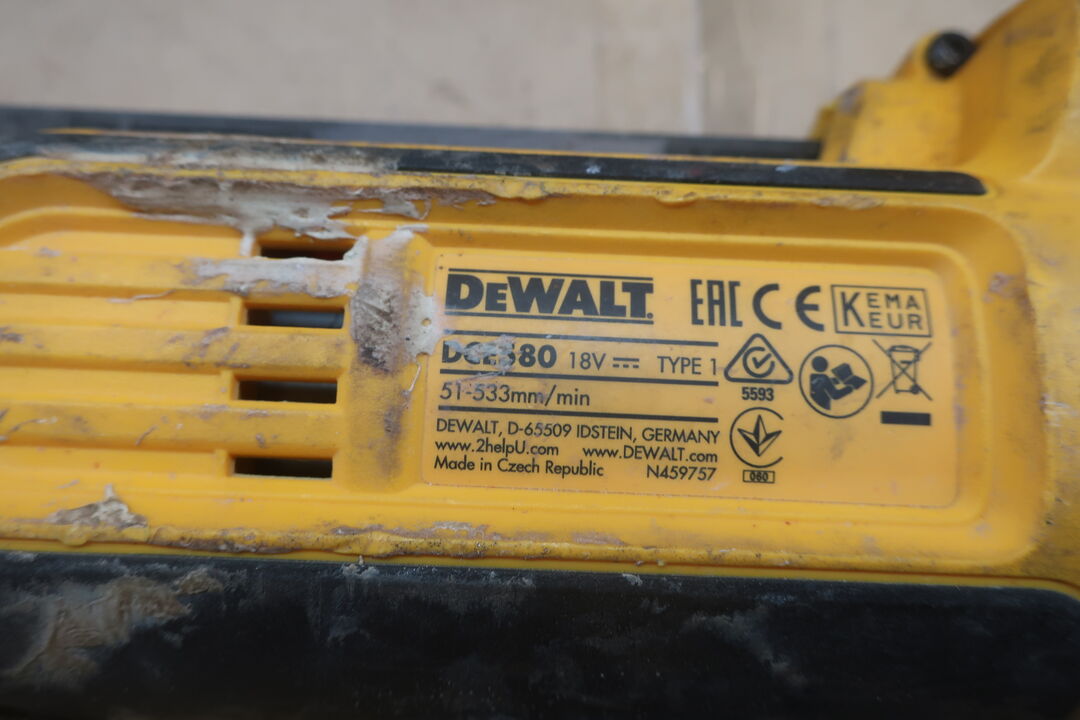 DEWALT.
EAC CE KEMA
KEUR
DCE580 18V TYPE 1
5593
51-533mm/min
DEWALT, D-65509 IDSTEIN, GERMANY
www.2helpU.com www.DEWALT.com
Made in Czech Republic N459757
080